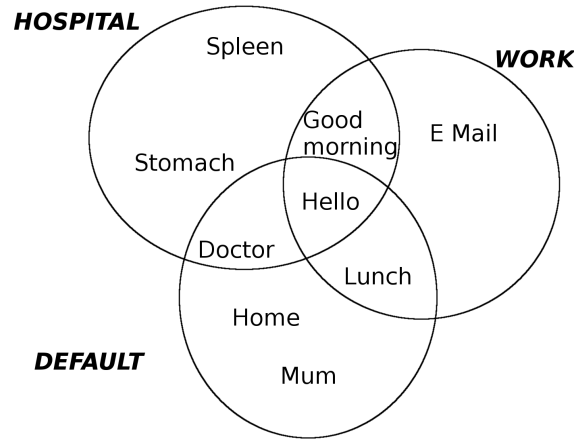 HOSPITAL
Spleen
WORK
Good
morning
E Mail
Stomach
Hello
Doctor
Lunch
Home
DEFAULT
Mum